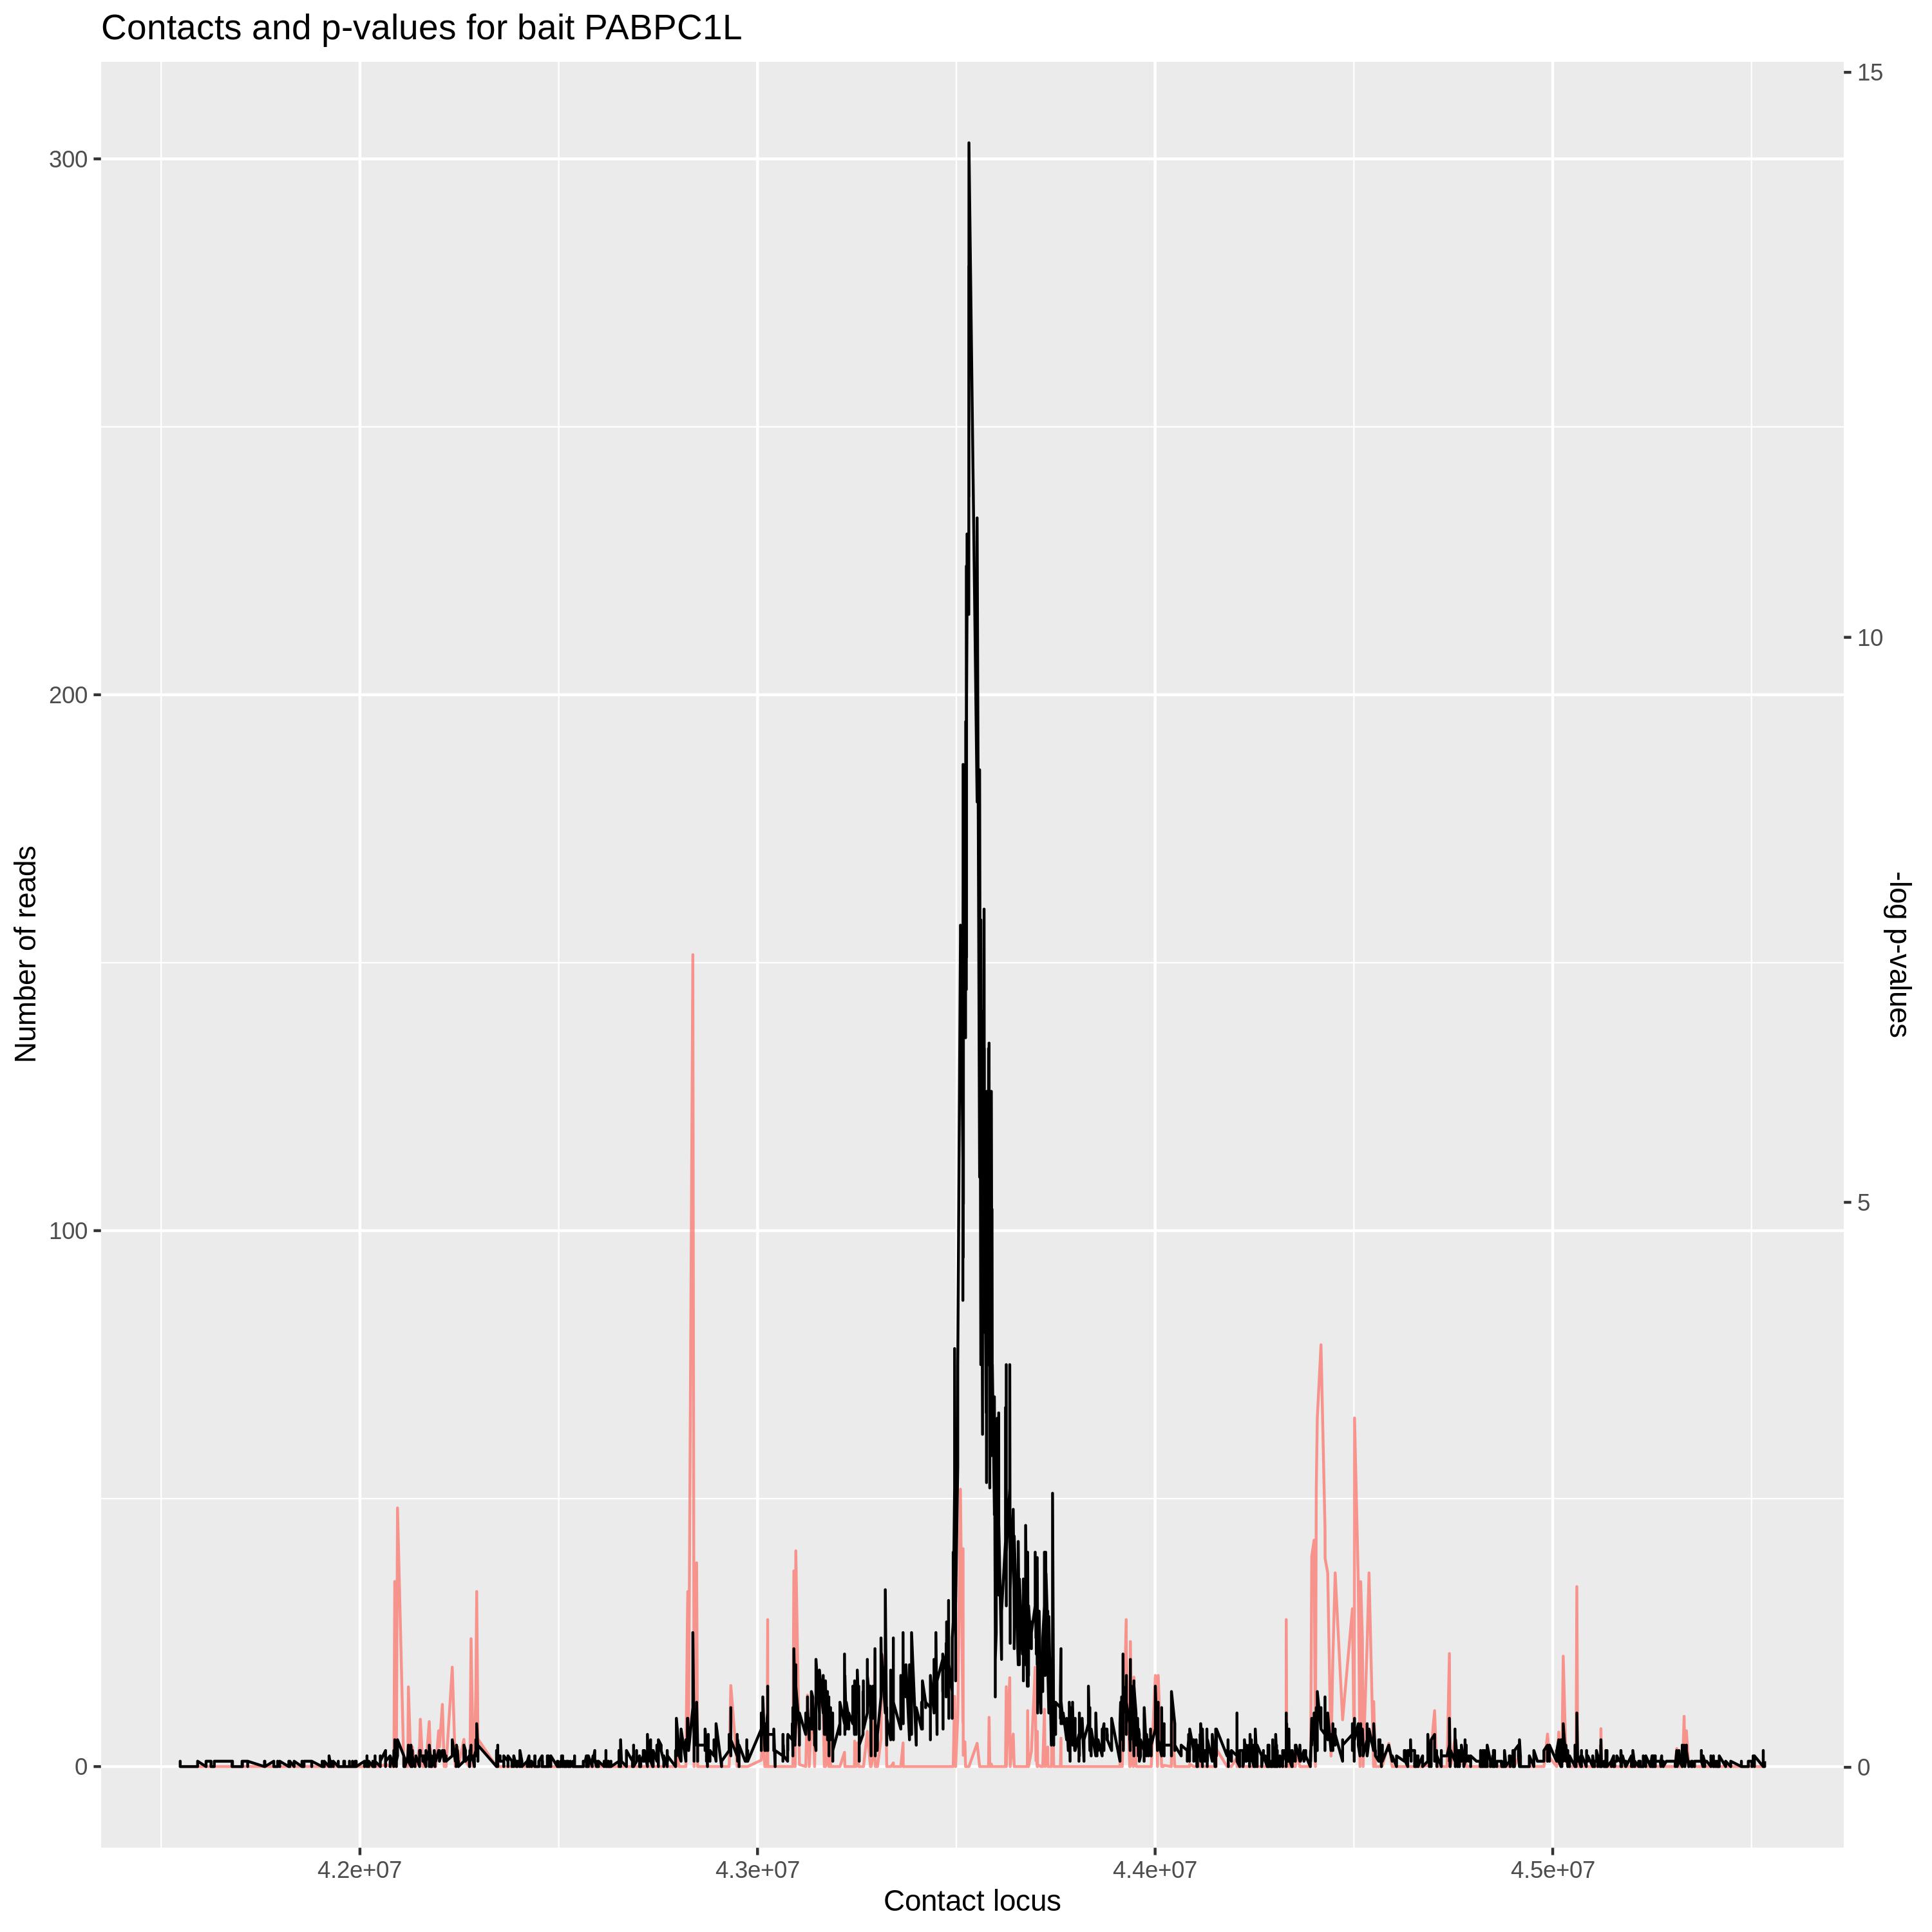 Contacts and p-values for bait PABPC1L
300
200
100
0
Number of reads
15
10
5
0
-log p-values
4.2e+07
4.3e+07
4.4e+07
4.5e+07
Contact locus